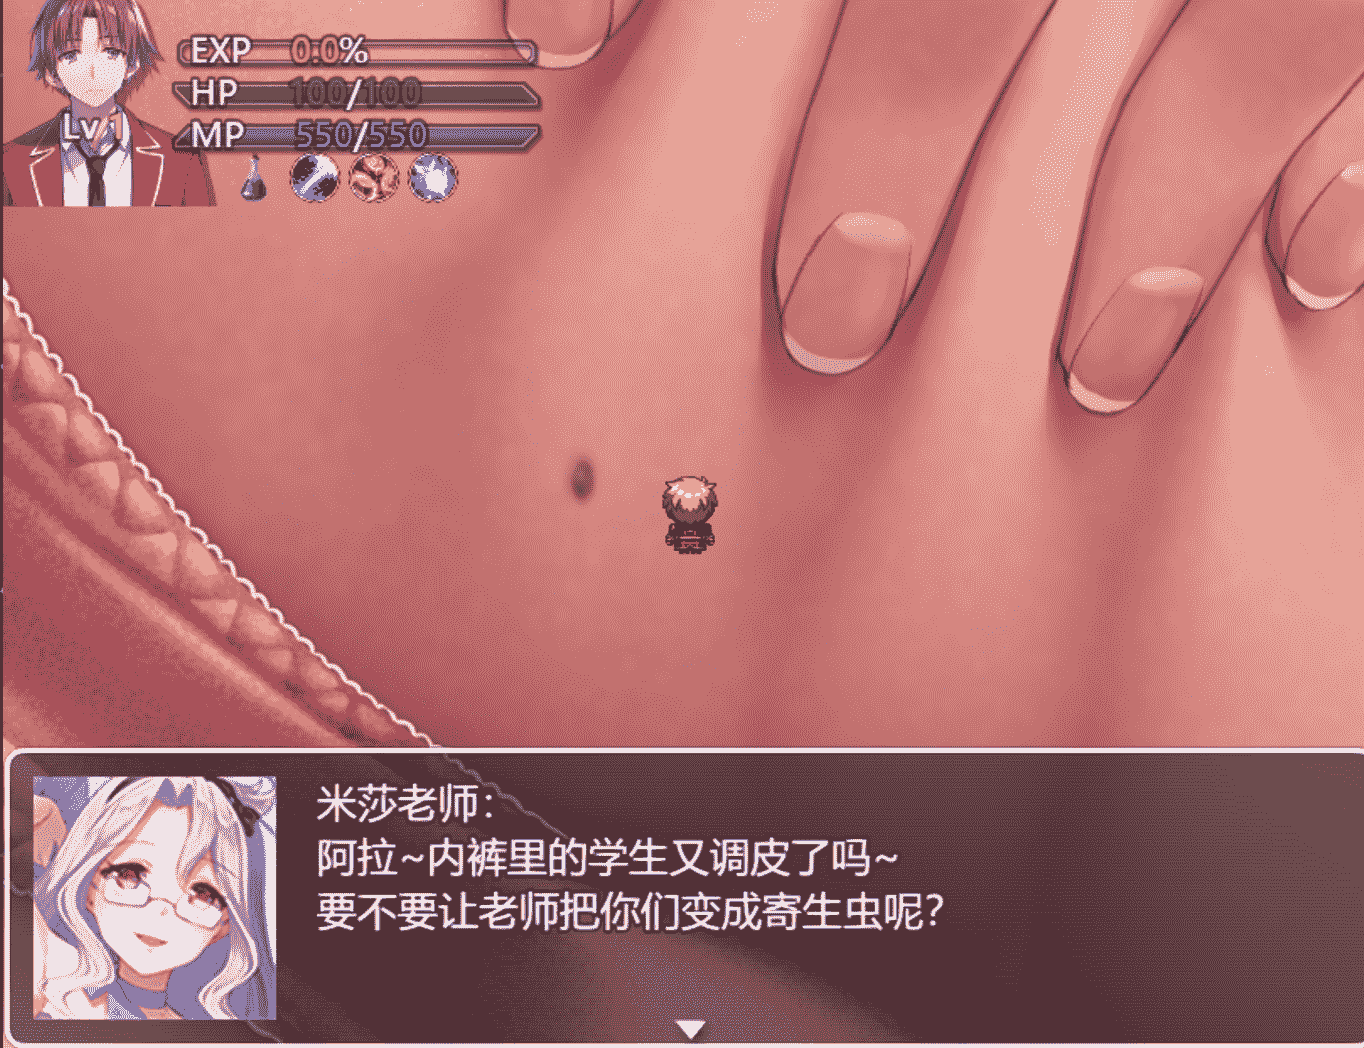 EXP 0.0%
HP 100/100
Lv 1
MP 550/550
米莎老师：
阿拉~内裤里的学生又调皮了吗~
要不要让老师把你们变成寄生虫呢？